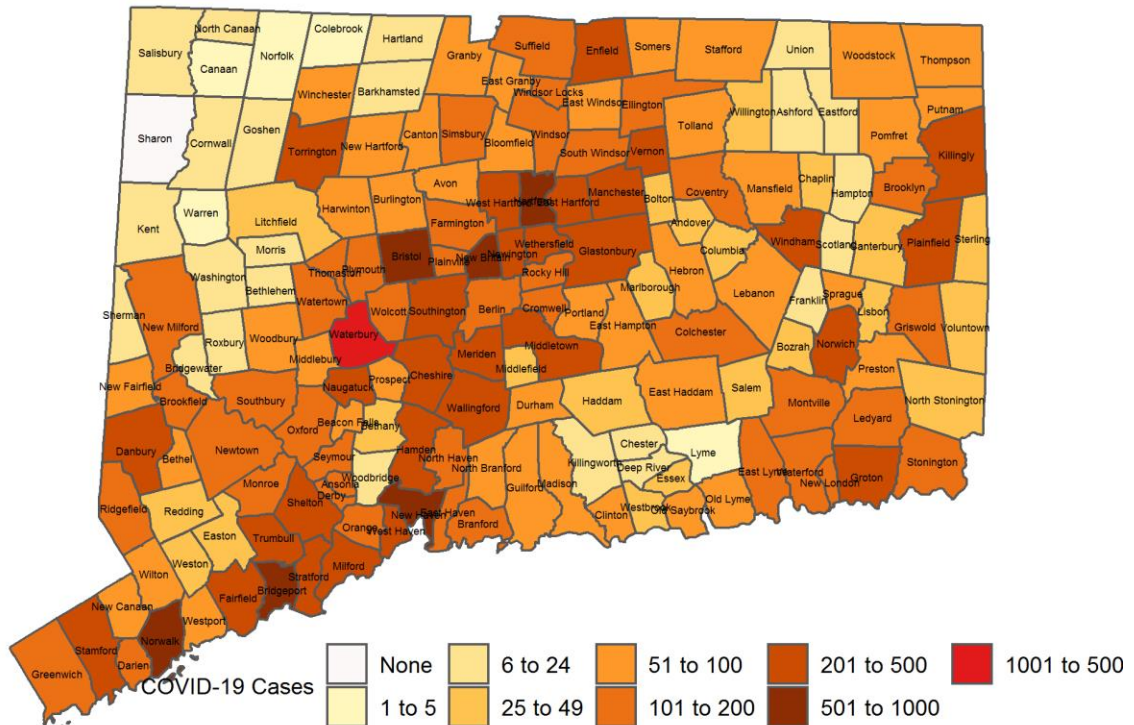 Salisbury
North Canaan
Colebrook
Hartland
Suffield
Enfield
Somers
Stafford
Union
Woodstock
Thompson
Canaan
Norfolk
Granby
East Granby
Windsor Locks
Winchester
Barkhamsted
East Windsor
Ellington
Willington
Ashford
Eastford
Putnam
Sharon
Cornwall
Goshen
Torrington
New Hartford
Canton
Simsbury
Bloomfield
Windsor
South Windsor
Vernon
Tolland
Pomfret
Killingly
Kent
Warren
Litchfield
Harwinton
Burlington
Avon
West Hartford
Hartford
East Hartford
Manchester
Bolton
Coventry
Mansfield
Chaplin
Hampton
Brooklyn
Farmington
Andover
Morris
Washington
Bethlehem
Thomaston
Plymouth
Bristol
Plainville
New Britain
Newington
Wethersfield
Glastonbury
Columbia
Windham
Scotland
Canterbury
Plainfield
Sterling
Rocky Hill
Hebron
Marlborough
Lebanon
Franklin
Sprague
Lisbon
Griswold
Voluntown
Sherman
New Milford
Roxbury
Woodbury
Watertown
Waterbury
Wolcott
Southington
Berlin
Cromwell
Portland
East Hampton
Colchester
Bozrah
Norwich
Preston
North Stonington
Bridgewater
Middlebury
Naugatuck
Prospect
Cheshire
Meriden
Middletown
Middlefield
New Fairfield
Brookfield
Southbury
Oxford
Beacon Falls
Bethany
Wallingford
Durham
Haddam
East Haddam
Salem
Montville
Ledyard
Danbury
Bethel
Newtown
Seymour
Hamden
North Haven
North Branford
Guilford
Madison
Killingworth
Chester
Deep River
Essex
Lyme
East Lyme
Waterford
New London
Groton
Stonington
Ridgefield
Redding
Monroe
Ansonia
Derby
Woodbridge
Shelton
Orange
New Haven
East Haven
West Haven
Branford
Clinton
Westbrook
Old Saybrook
Old Lyme
Easton
Weston
Trumbull
Wilton
Stratford
Milford
New Canaan
Westport
Fairfield
Bridgeport
Greenwich
Stamford
Darien
Norwalk
COVID-19 Cases
None
6 to 24
51 to 100
201 to 500
1001 to 500
1 to 5
25 to 49
101 to 200
501 to 1000